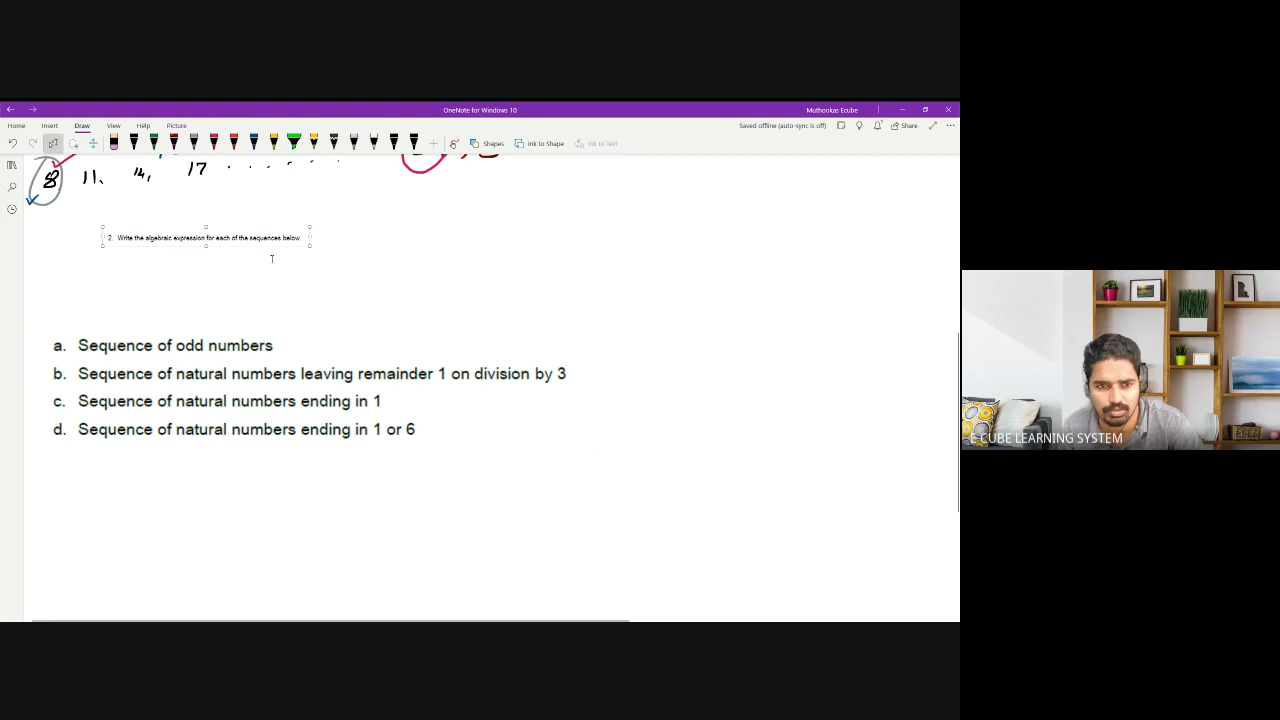 OneNote for Windows 10
Muthookas Ecube
Home Insert Draw View Help Picture
Saved offline (auto-sync is off)
Share
Shapes
Ink to Shape
Ink to Text
8 11, 14, 17 . . . . . .
2. Write the algebraic expression for each of the sequences below.
a. Sequence of odd numbers
b. Sequence of natural numbers leaving remainder 1 on division by 3
c. Sequence of natural numbers ending in 1
d. Sequence of natural numbers ending in 1 or 6
E CUBE LEARNING SYSTEM